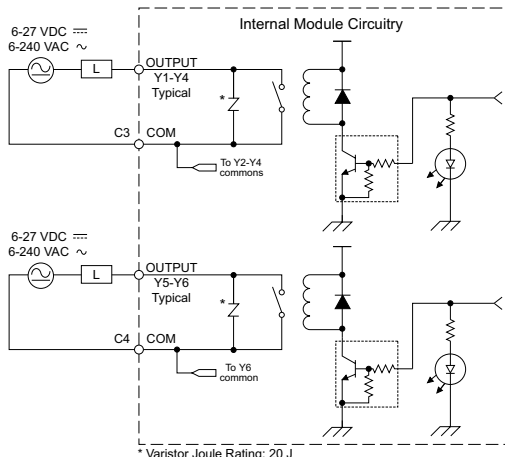 Internal Module Circuitry
6-27 VDC ⎓
6-240 VAC ∿
L
OUTPUT
Y1-Y4
Typical
*
C3
COM
To Y2-Y4
commons
6-27 VDC ⎓
6-240 VAC ∿
L
OUTPUT
Y5-Y6
Typical
*
C4
COM
To Y6
common
* Varistor Joule Rating: 20 J